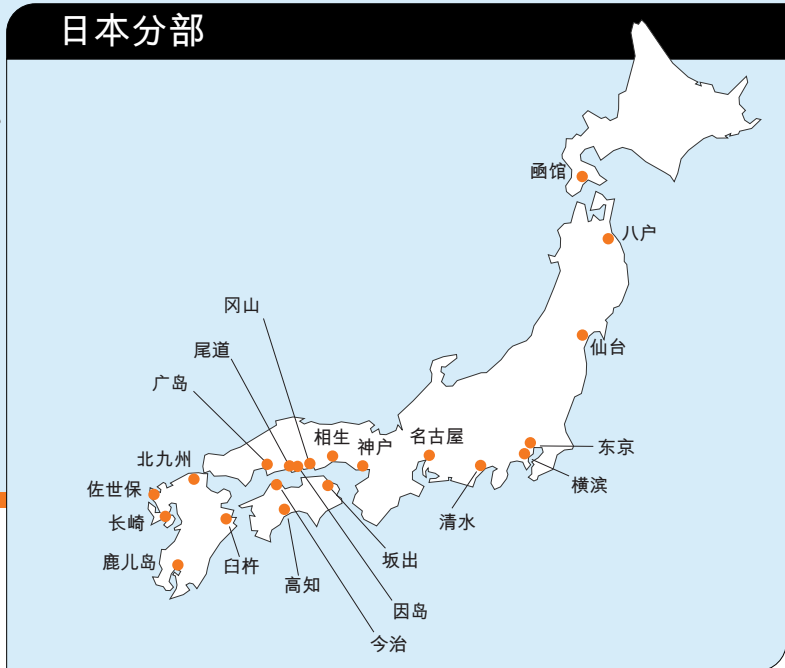 日本分部
函馆
八户
仙台
冈山
尾道
广岛
相生
神户
名古屋
东京
横滨
清水
北九州
佐世保
长崎
鹿儿岛
臼杵
高知
坂出
因岛
今治